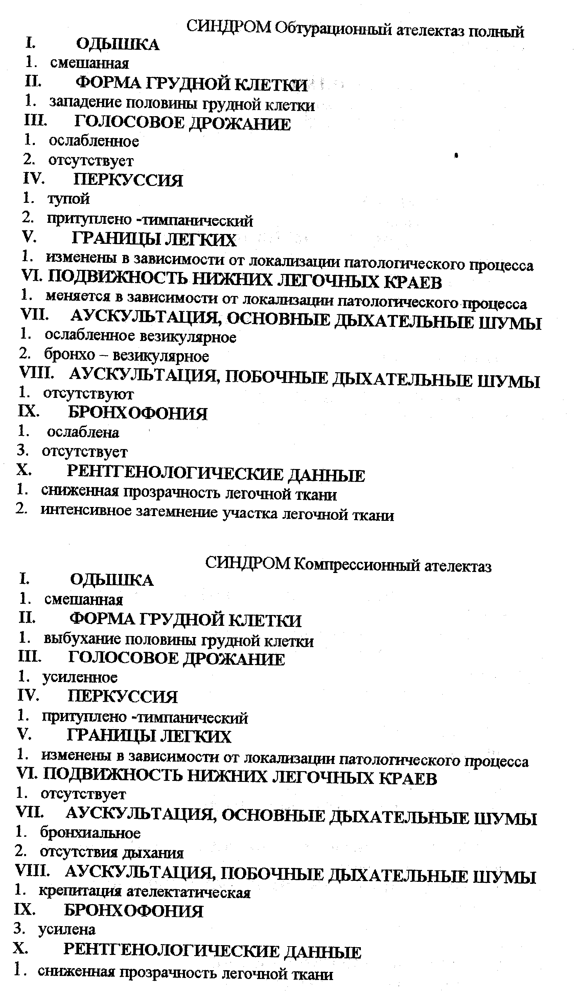 СИНДРОМ Обтурационный ателектаз полный
I. ОДЫШКА
1. смешанная
II. ФОРМА ГРУДНОЙ КЛЕТКИ
1. западение половины грудной клетки
III. ГОЛОСОВОЕ ДРОЖАНИЕ
1. ослабленное
2. отсутствует
IV. ПЕРКУССИЯ
1. тупой
2. притуплено -тимпанический
V. ГРАНИЦЫ ЛЕГКИХ
1. изменены в зависимости от локализации патологического процесса
VI. ПОДВИЖНОСТЬ НИЖНИХ ЛЕГОЧНЫХ КРАЕВ
1. меняется в зависимости от локализации патологического процесса
VII. АУСКУЛЬТАЦИЯ, ОСНОВНЫЕ ДЫХАТЕЛЬНЫЕ ШУМЫ
1. ослабленное везикулярное
2. бронхо – везикулярное
VIII. АУСКУЛЬТАЦИЯ, ПОБОЧНЫЕ ДЫХАТЕЛЬНЫЕ ШУМЫ
1. отсутствуют
IX. БРОНХОФОНИЯ
1. ослаблена
3. отсутствует
X. РЕНТГЕНОЛОГИЧЕСКИЕ ДАННЫЕ
1. сниженная прозрачность легочной ткани
2. интенсивное затемнение участка легочной ткани
СИНДРОМ Компрессионный ателектаз
I. ОДЫШКА
1. смешанная
II. ФОРМА ГРУДНОЙ КЛЕТКИ
1. выбухание половины грудной клетки
III. ГОЛОСОВОЕ ДРОЖАНИЕ
1. усиленное
IV. ПЕРКУССИЯ
1. притуплено -тимпанический
V. ГРАНИЦЫ ЛЕГКИХ
1. изменены в зависимости от локализации патологического процесса
VI. ПОДВИЖНОСТЬ НИЖНИХ ЛЕГОЧНЫХ КРАЕВ
1. отсутствует
VII. АУСКУЛЬТАЦИЯ, ОСНОВНЫЕ ДЫХАТЕЛЬНЫЕ ШУМЫ
1. бронхиальное
2. отсутствия дыхания
VIII. АУСКУЛЬТАЦИЯ, ПОБОЧНЫЕ ДЫХАТЕЛЬНЫЕ ШУМЫ
1. крепитация ателектатическая
IX. БРОНХОФОНИЯ
3. усилена
X. РЕНТГЕНОЛОГИЧЕСКИЕ ДАННЫЕ
1. сниженная прозрачность легочной ткани